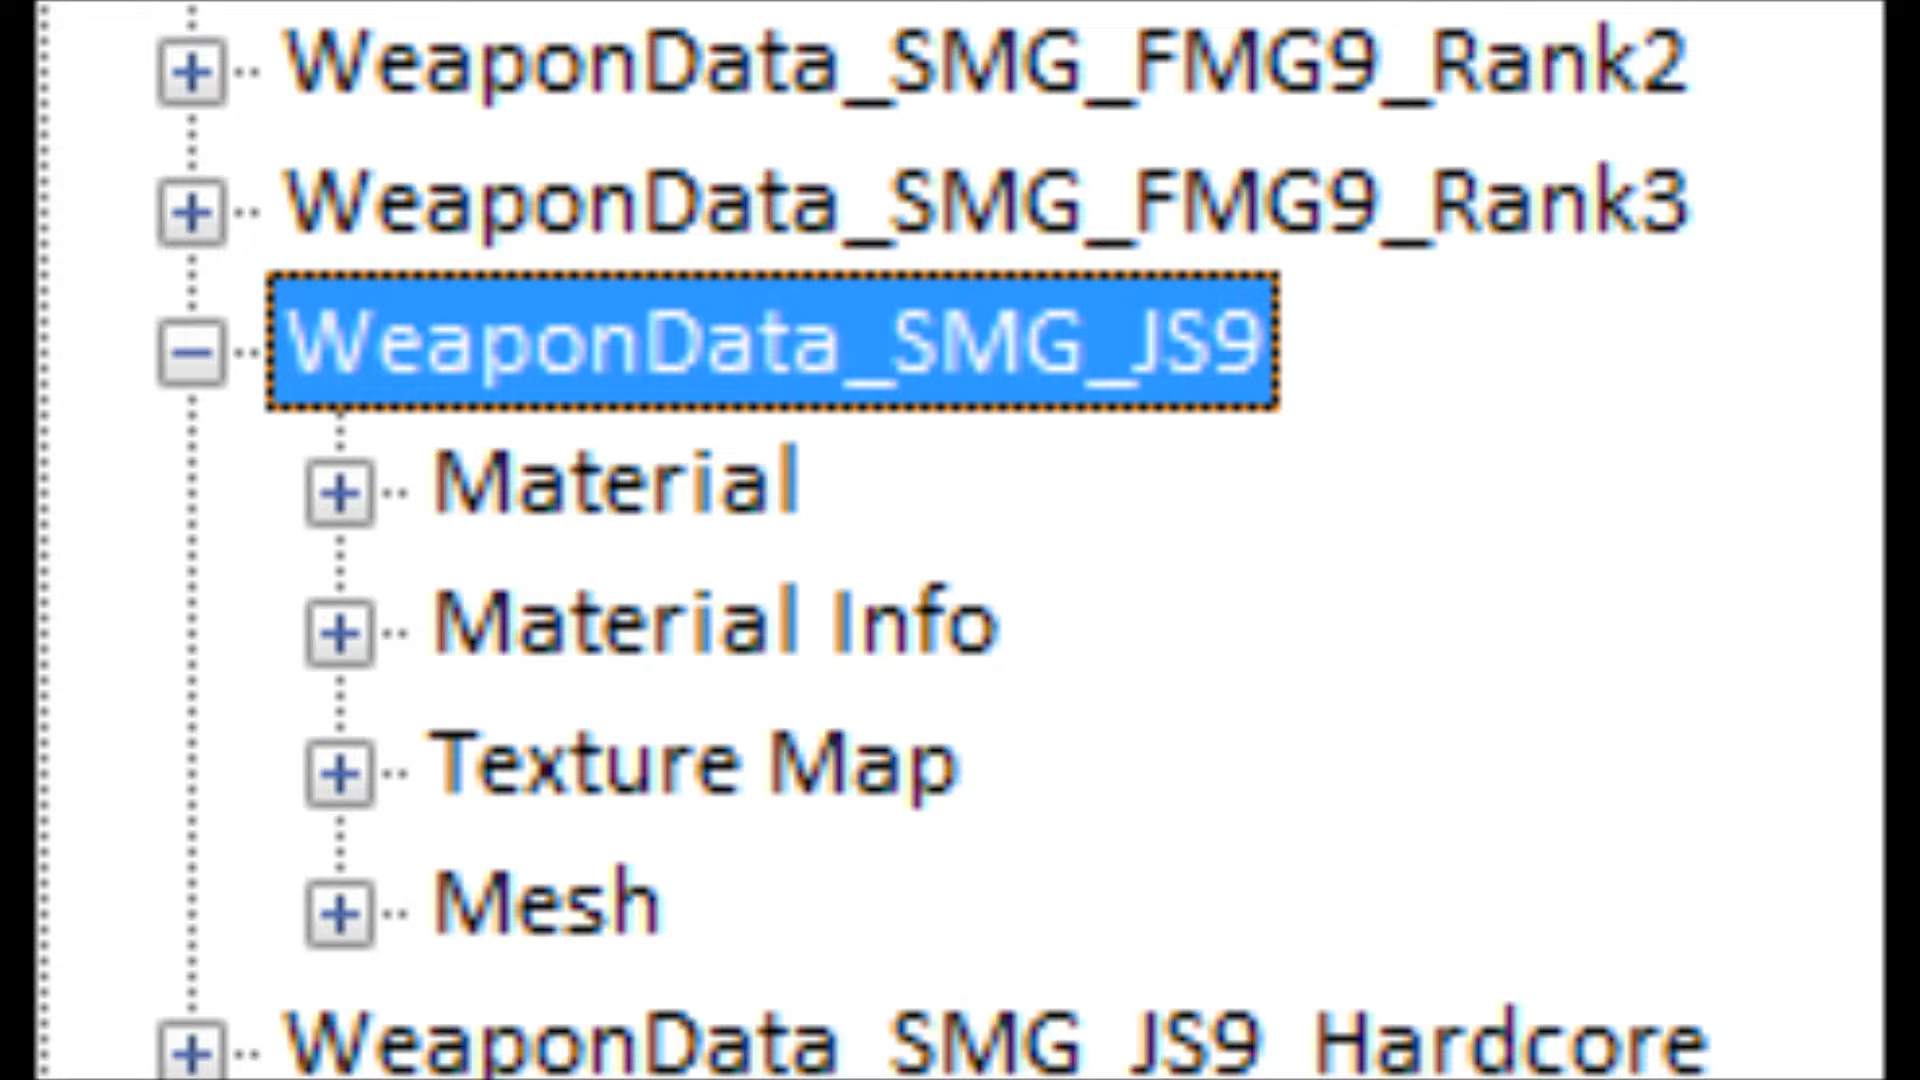 WeaponData_SMG_FMG9_Rank2
WeaponData_SMG_FMG9_Rank3
WeaponData_SMG_JS9
Material
Material Info
Texture Map
Mesh
WeaponData_SMG_JS9_Hardcore